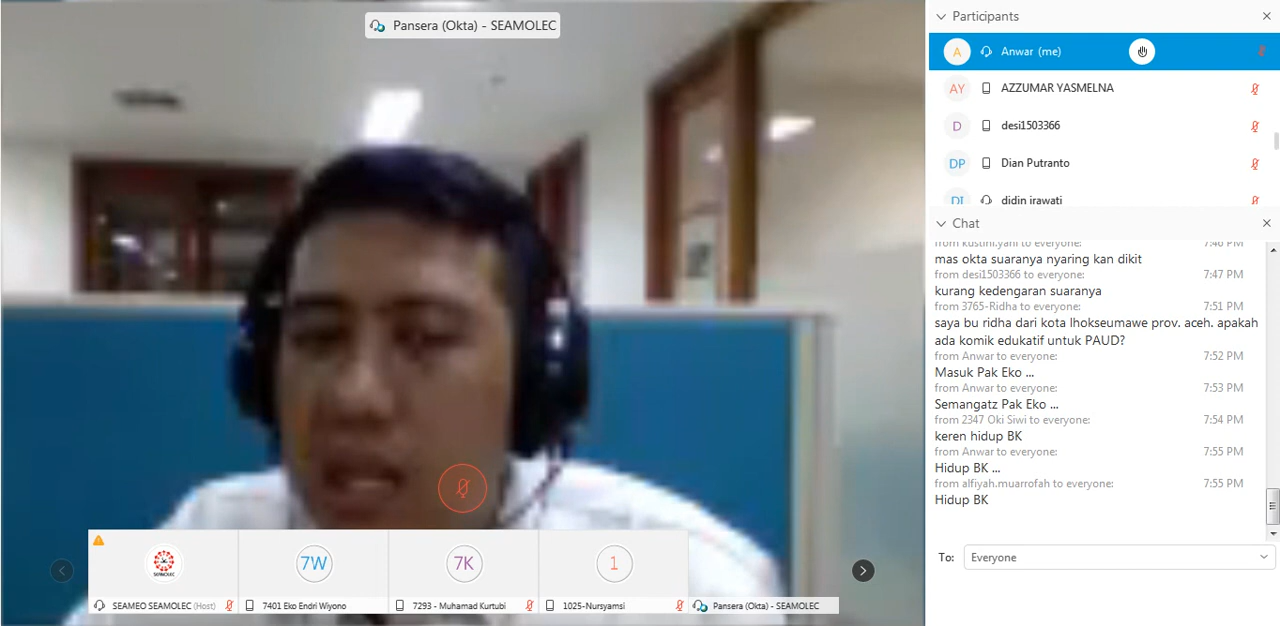 Pansera (Okta) - SEAMOLEC
SEAMOLEC
7W
7K
1
SEAMEO SEAMOLEC (Host)
7401 Eko Endri Wiyono
7293 - Muhamad Kurtubi
1025-Nursyamsi
Pansera (Okta) - SEAMOLEC
Participants
A
Anwar (me)
AY
AZZUMAR YASMELNA
D
desi1503366
DP
Dian Putranto
DI
didin irawati
Chat
from kustini.yani to everyone: 7:46 PM
mas okta suaranya nyaring kan dikit
from desi1503366 to everyone: 7:47 PM
kurang kedengaran suaranya
from 3765-Ridha to everyone: 7:51 PM
saya bu ridha dari kota lhokseumawe prov. aceh. apakah
ada komik edukatif untuk PAUD?
from Anwar to everyone: 7:52 PM
Masuk Pak Eko ...
from Anwar to everyone: 7:53 PM
Semangatz Pak Eko ...
from 2347 Oki Siwi to everyone: 7:54 PM
keren hidup BK
from Anwar to everyone: 7:55 PM
Hidup BK ...
from alfiyah.muarrofah to everyone: 7:55 PM
Hidup BK
To: Everyone